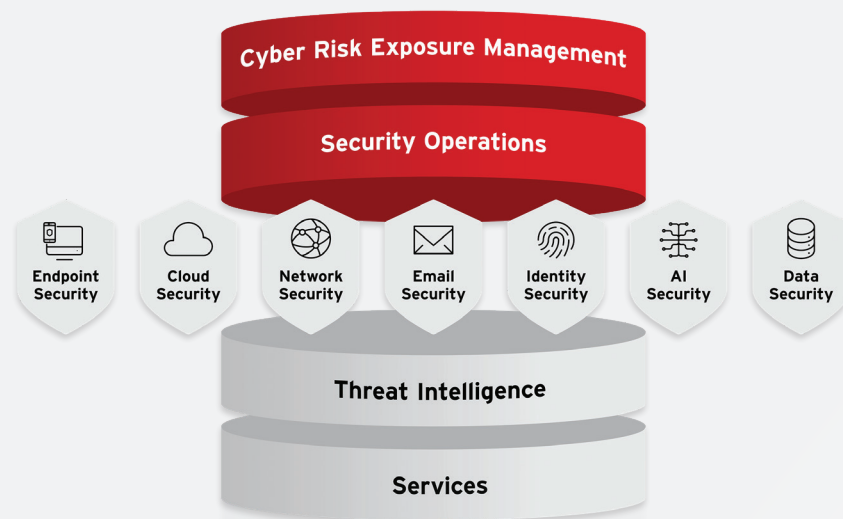 Cyber Risk Exposure Management
Security Operations
Endpoint
Security
Cloud
Security
Network
Security
Email
Security
Identity
Security
AI
Security
Data
Security
Threat Intelligence
Services